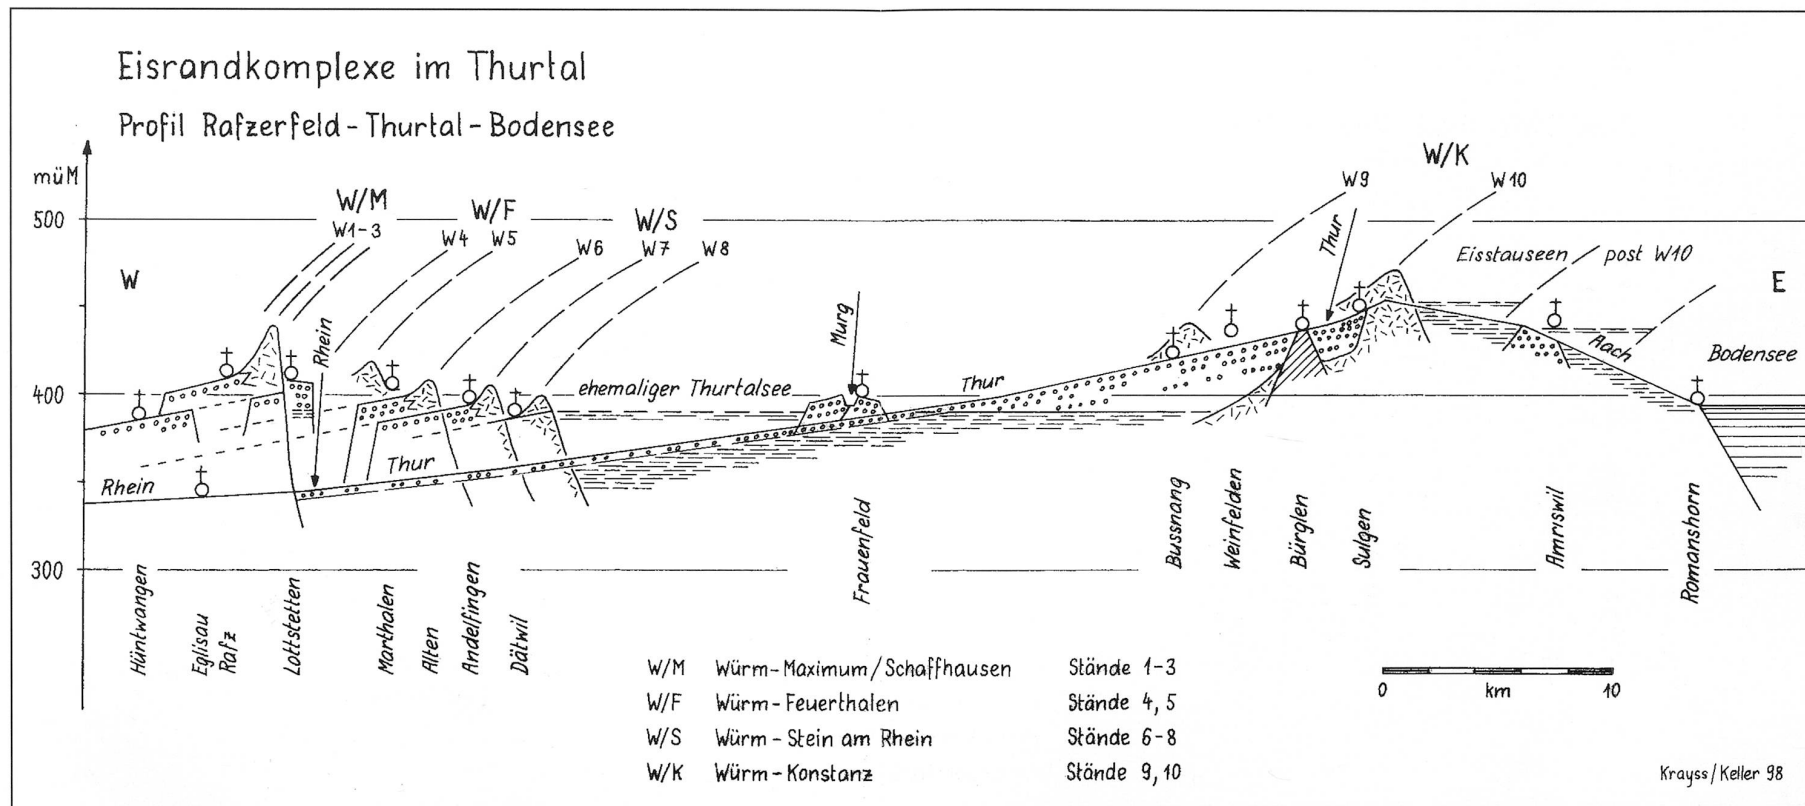 Eisrandkomplexe im Thurtal
Profil Rafzerfeld-Thurtal-Bodensee
müM
500
400
300
W
E
W/M
W1-3
W/F
W4
W5
W/S
W6
W7
W8
W/K
W9
W10
Thur
Eisstauseen
post W10
Rhein
Murg
ehemaliger Thurtalsee
Thur
Aach
Bodensee
Rhein
Thur
Hüntwangen
Eglisau
Rafz
Lottstetten
Marthalen
Alten
Andelfingen
Dätwil
Frauenfeld
Bussnang
Weinfelden
Bürglen
Sulgen
Amriswil
Romanshorn
W/M Würm-Maximum/Schaffhausen Stände 1-3
W/F Würm-Feuerthalen Stände 4,5
W/S Würm-Stein am Rhein Stände 6-8
W/K Würm-Konstanz Stände 9,10
0 km 10
Krayss/Keller 98